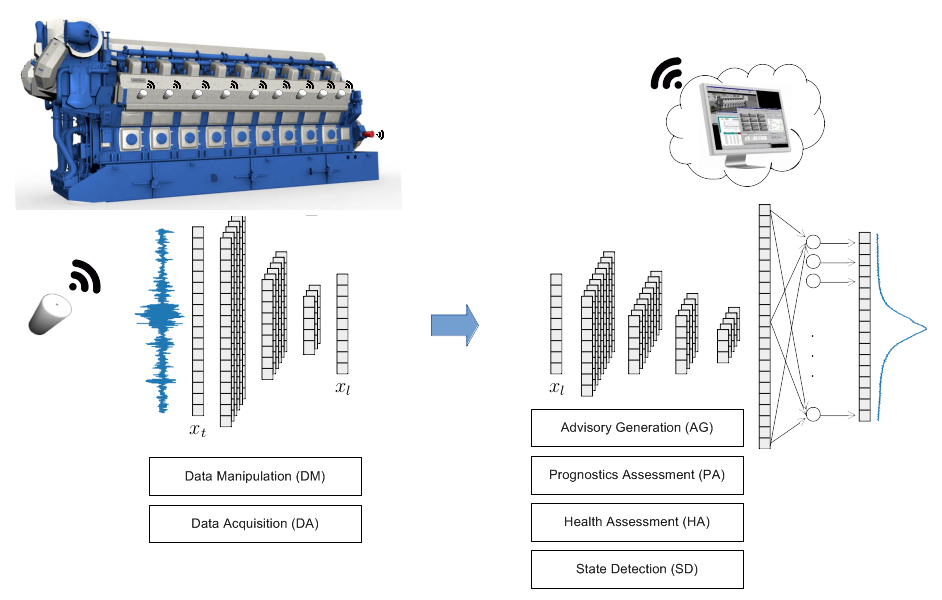 x_t
x_l
Data Manipulation (DM)
Data Acquisition (DA)
x_l
Advisory Generation (AG)
Prognostics Assessment (PA)
Health Assessment (HA)
State Detection (SD)